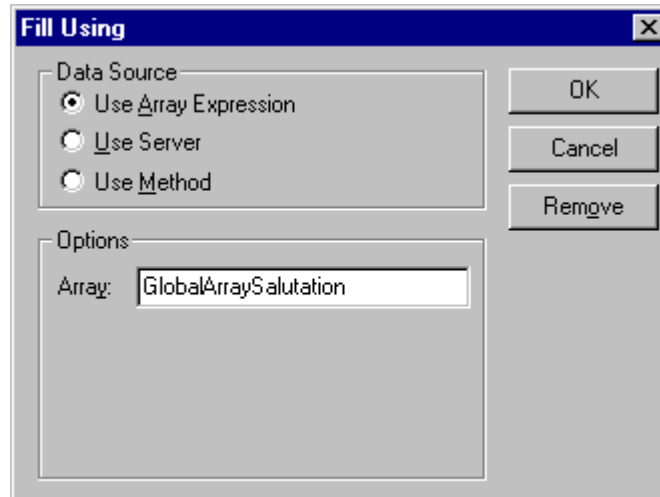 Fill Using
Data Source
Use Array Expression
Use Server
Use Method
OK
Cancel
Remove
Options
Array: GlobalArraySalutation